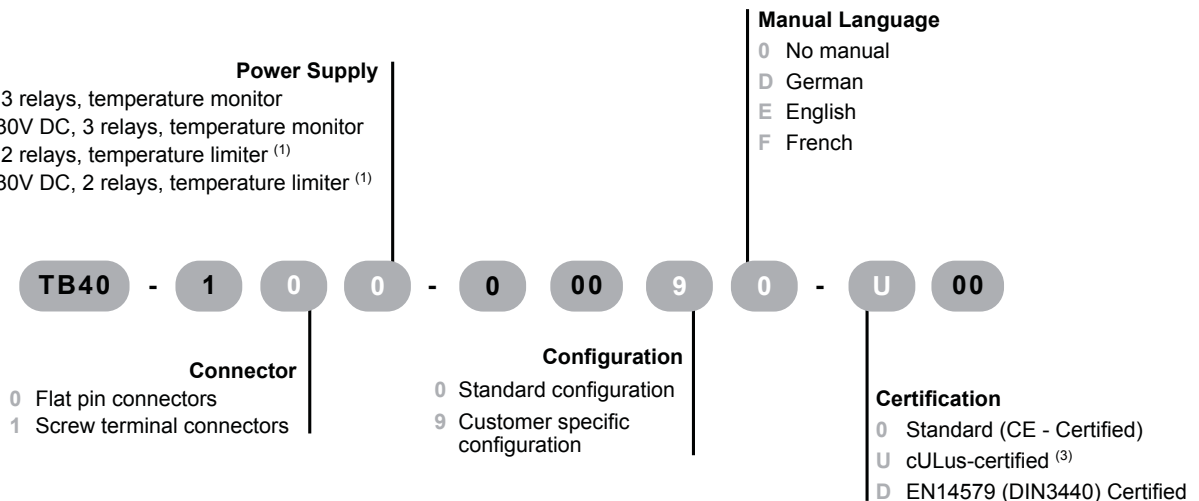 Manual Language
0 No manual
D German
E English
F French
Power Supply
3 relays, temperature monitor
30V DC, 3 relays, temperature monitor
2 relays, temperature limiter (1)
30V DC, 2 relays, temperature limiter (1)
TB40 - 1 0 0 - 0 00 9 0 - U 00
Connector
0 Flat pin connectors
1 Screw terminal connectors
Configuration
0 Standard configuration
9 Customer specific
configuration
Certification
0 Standard (CE - Certified)
U cULus-certified (3)
D EN14579 (DIN3440) Certified